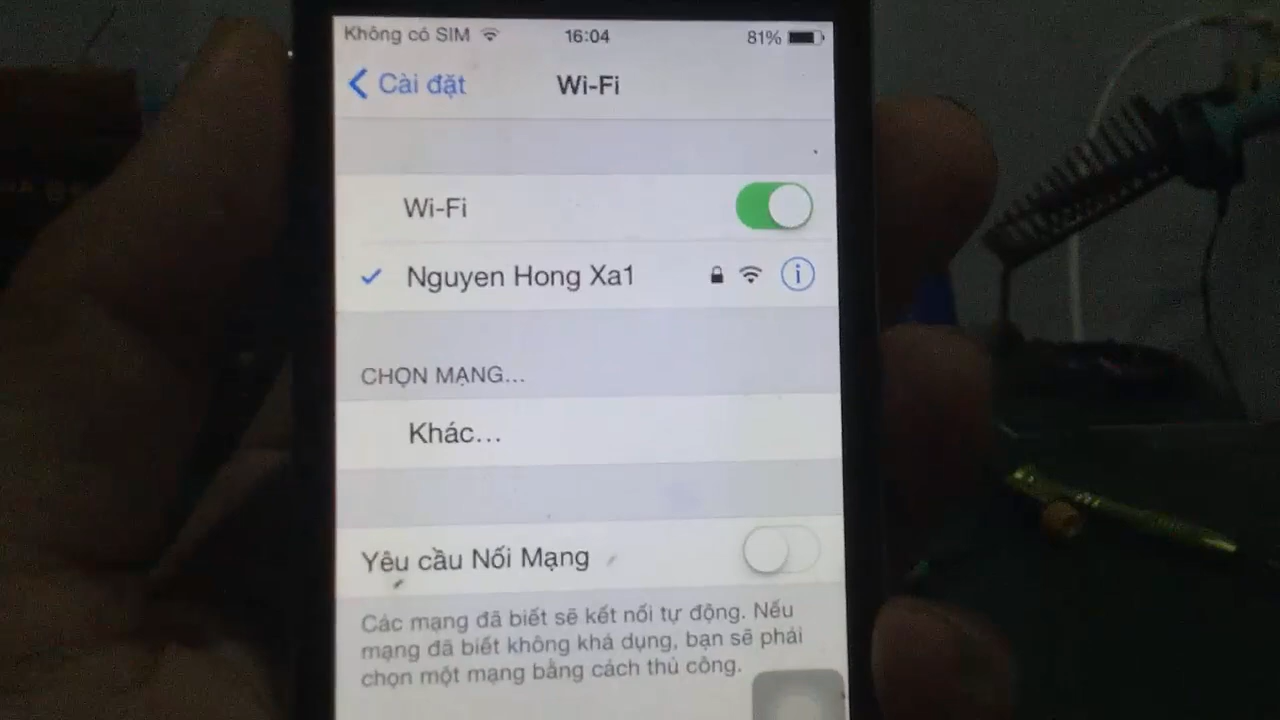 Không có SIM 16:04 81%
Cài đặt Wi-Fi
Wi-Fi
Nguyen Hong Xa1
CHỌN MẠNG...
Khác...
Yêu cầu Nối Mạng
Các mạng đã biết sẽ kết nối tự động. Nếu
mạng đã biết không khả dụng, bạn sẽ phải
chọn một mạng bằng cách thủ công.